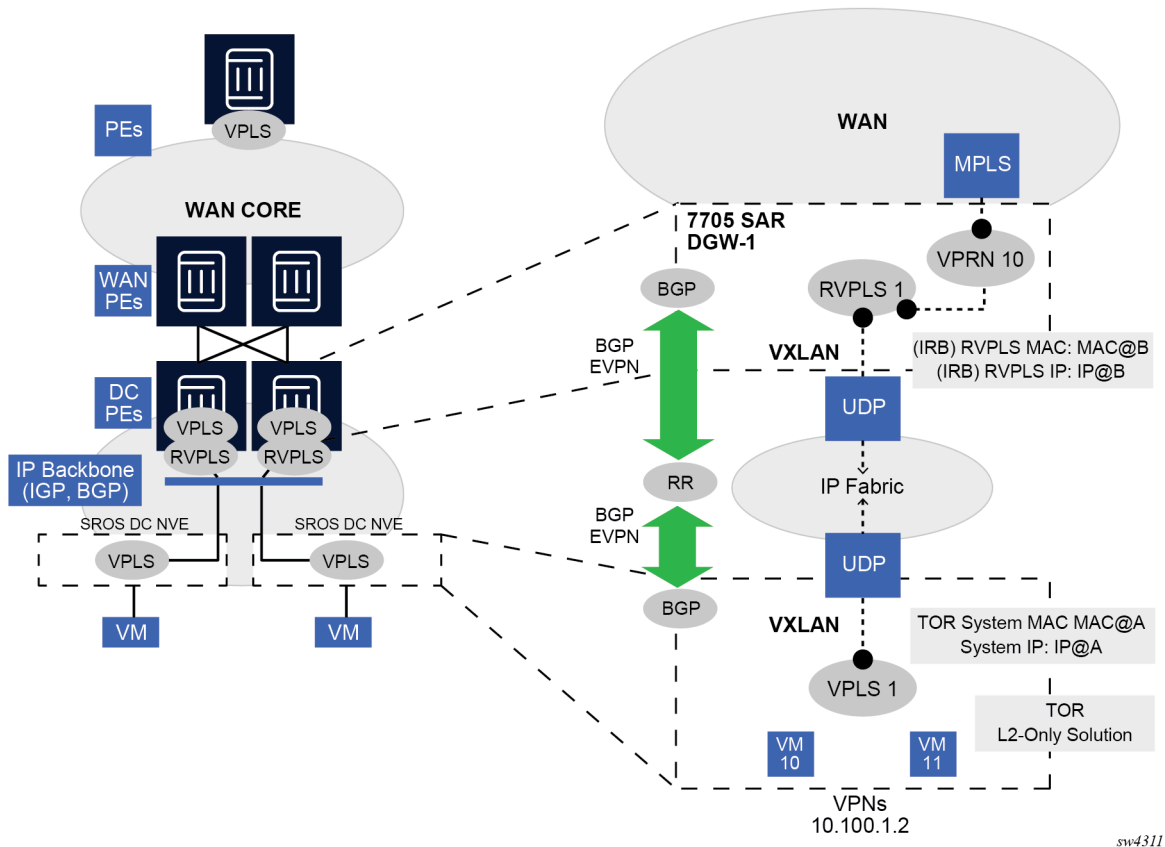 VPLS
PEs
WAN CORE
WAN
PEs
DC
PEs
VPLS
VPLS
RVPLS
RVPLS
IP Backbone
(IGP, BGP)
SROS DC NVE
SROS DC NVE
VPLS
VPLS
VM
VM
WAN
MPLS
7705 SAR
DGW-1
VPRN 10
BGP
RVPLS 1
BGP
EVPN
VXLAN
(IRB) RVPLS MAC: MAC@B
(IRB) RVPLS IP: IP@B
UDP
RR
IP Fabric
BGP
EVPN
UDP
BGP
VXLAN
TOR System MAC MAC@A
System IP: IP@A
VPLS 1
TOR
L2-Only Solution
VM
10
VM
11
VPNs
10.100.1.2
sw4311